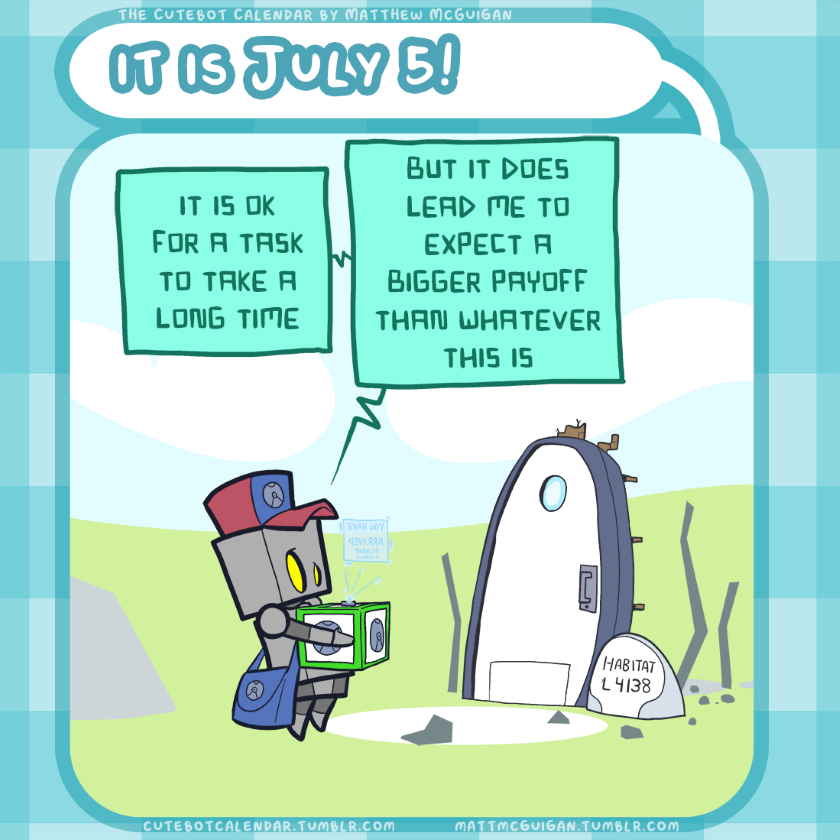 THE CUTEBOT CALENDAR BY MATTHEW MCGUIGAN
IT IS JULY 5!
IT IS OK
FOR A TASK
TO TAKE A
LONG TIME
BUT IT DOES
LEAD ME TO
EXPECT A
BIGGER PAYOFF
THAN WHATEVER
THIS IS
YOU HAVE
ARRIVED
HABITAT
L4138
CUTEBOTCALENDAR.TUMBLR.COM
MATTMCGUIGAN.TUMBLR.COM